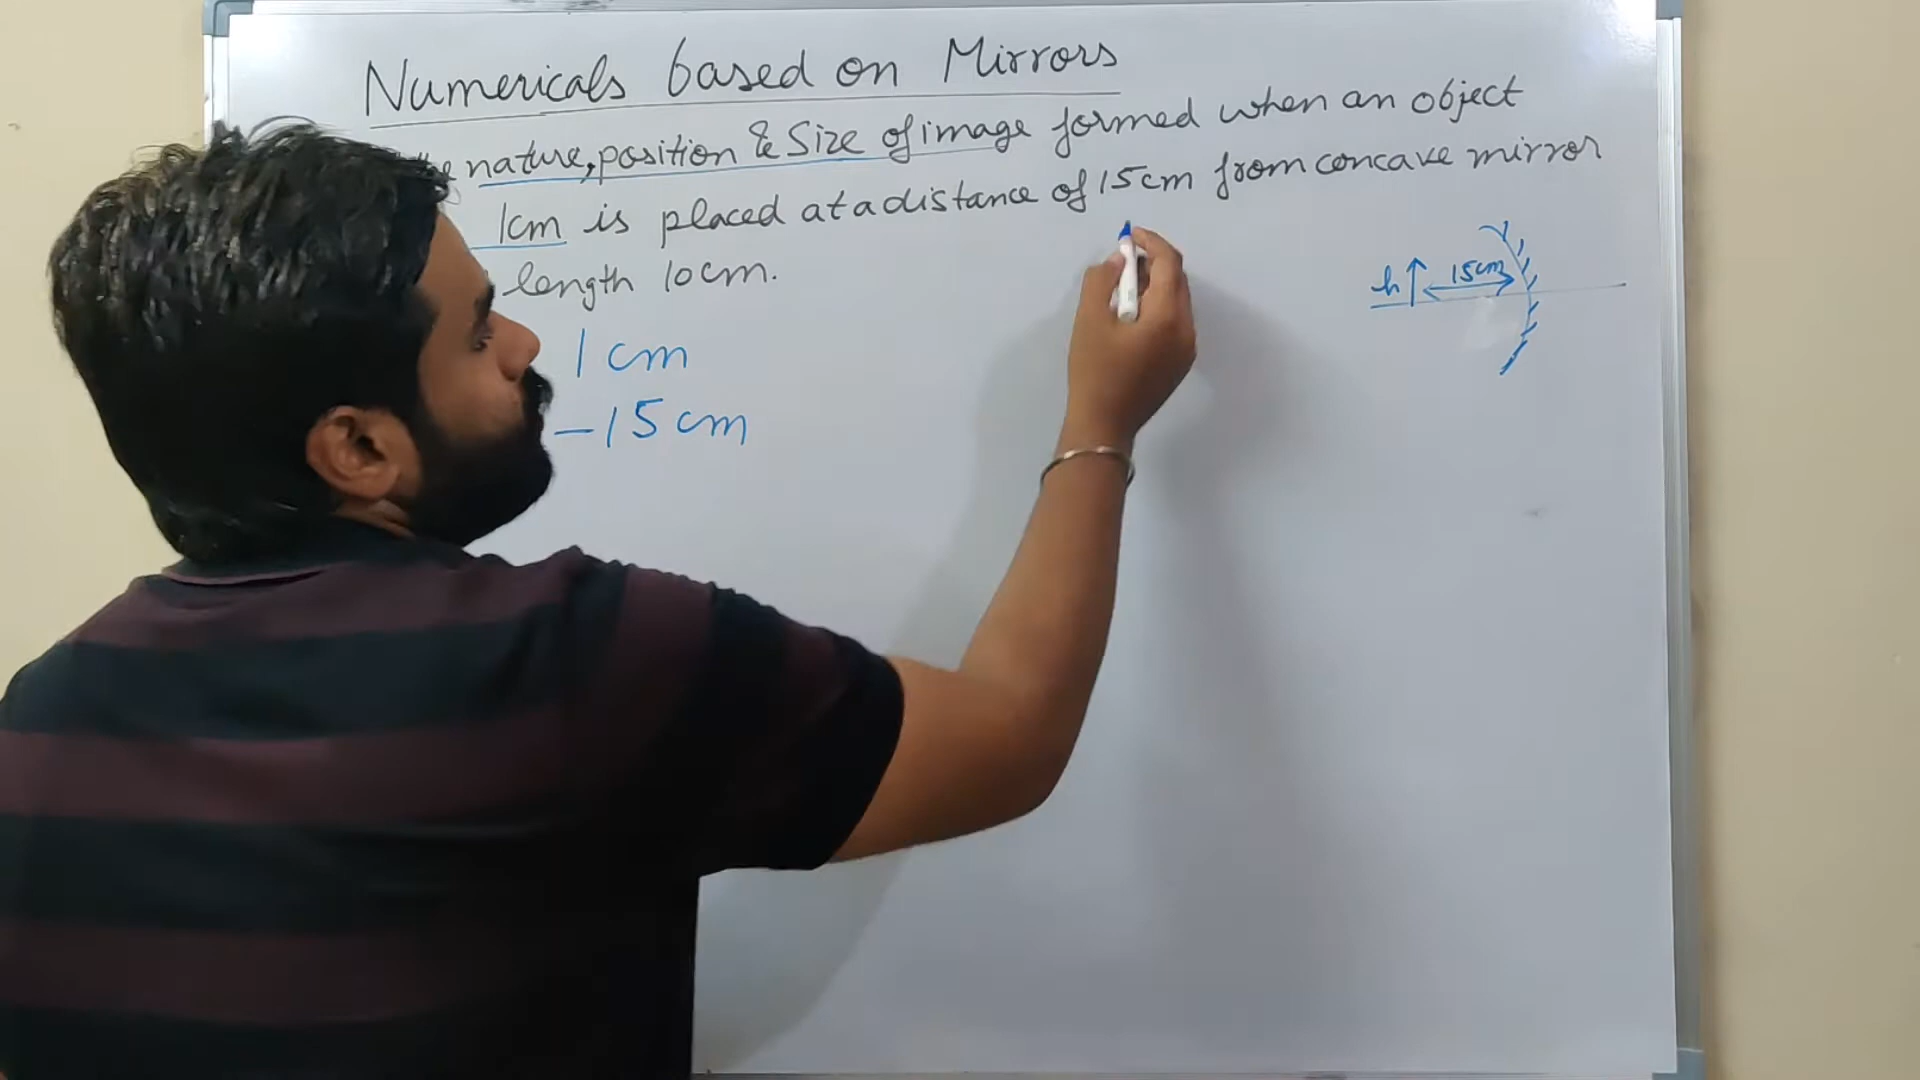 Numericals based on Mirrors
nature, position & Size of image formed when an object
1cm is placed at a distance of 15cm from concave mirror
length 10cm.
h 15cm
1 cm
-15 cm